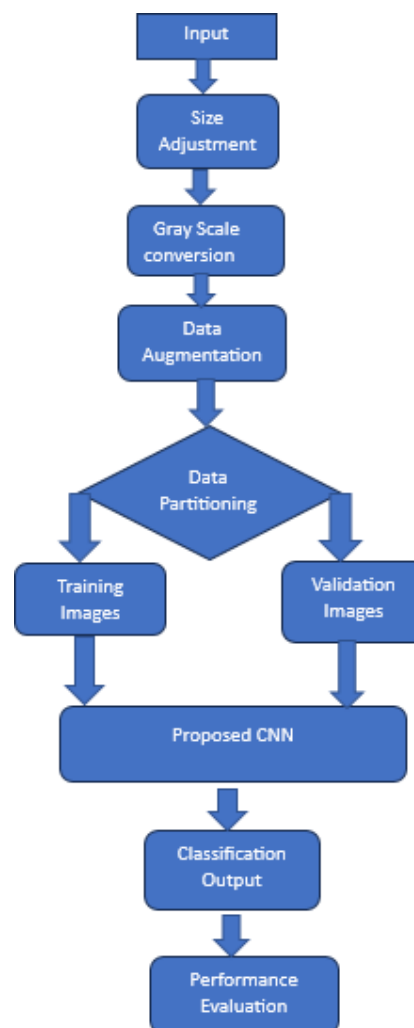 Input
Size
Adjustment
Gray Scale
conversion
Data
Augmentation
Data
Partitioning
Training
Images
Validation
Images
Proposed CNN
Classification
Output
Performance
Evaluation